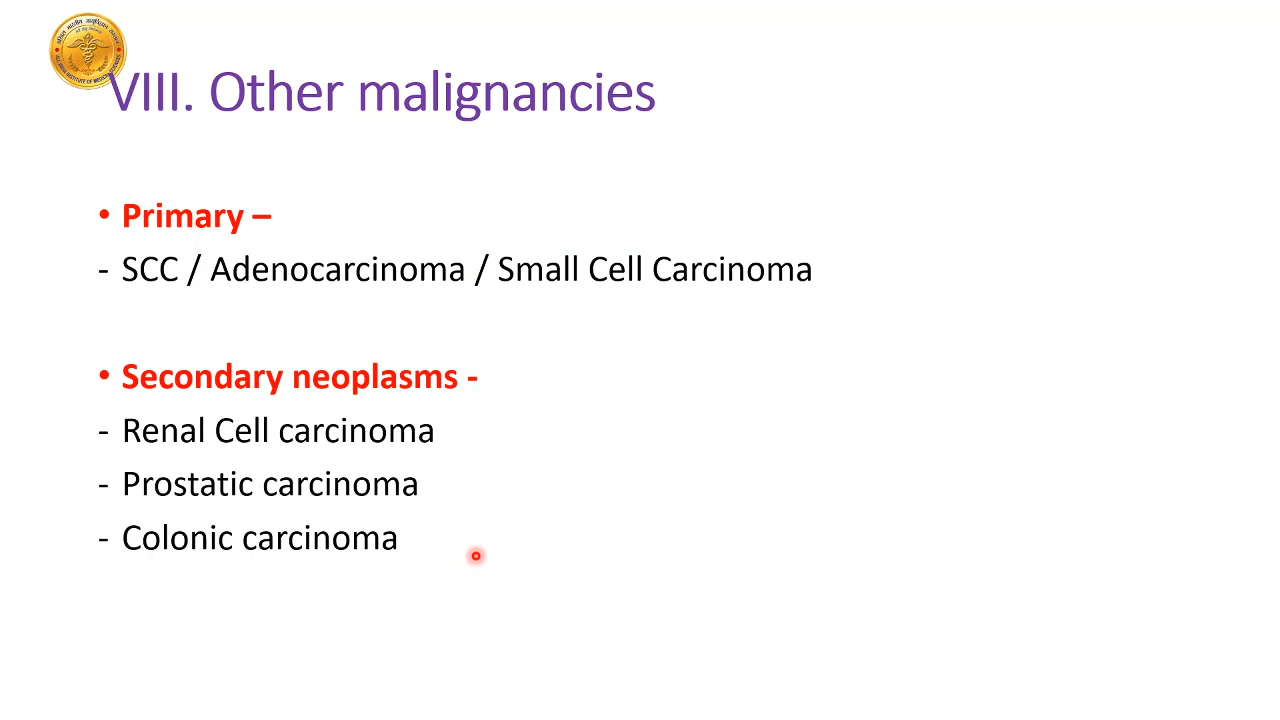 VIII. Other malignancies
• Primary –
- SCC / Adenocarcinoma / Small Cell Carcinoma
• Secondary neoplasms -
- Renal Cell carcinoma
- Prostatic carcinoma
- Colonic carcinoma